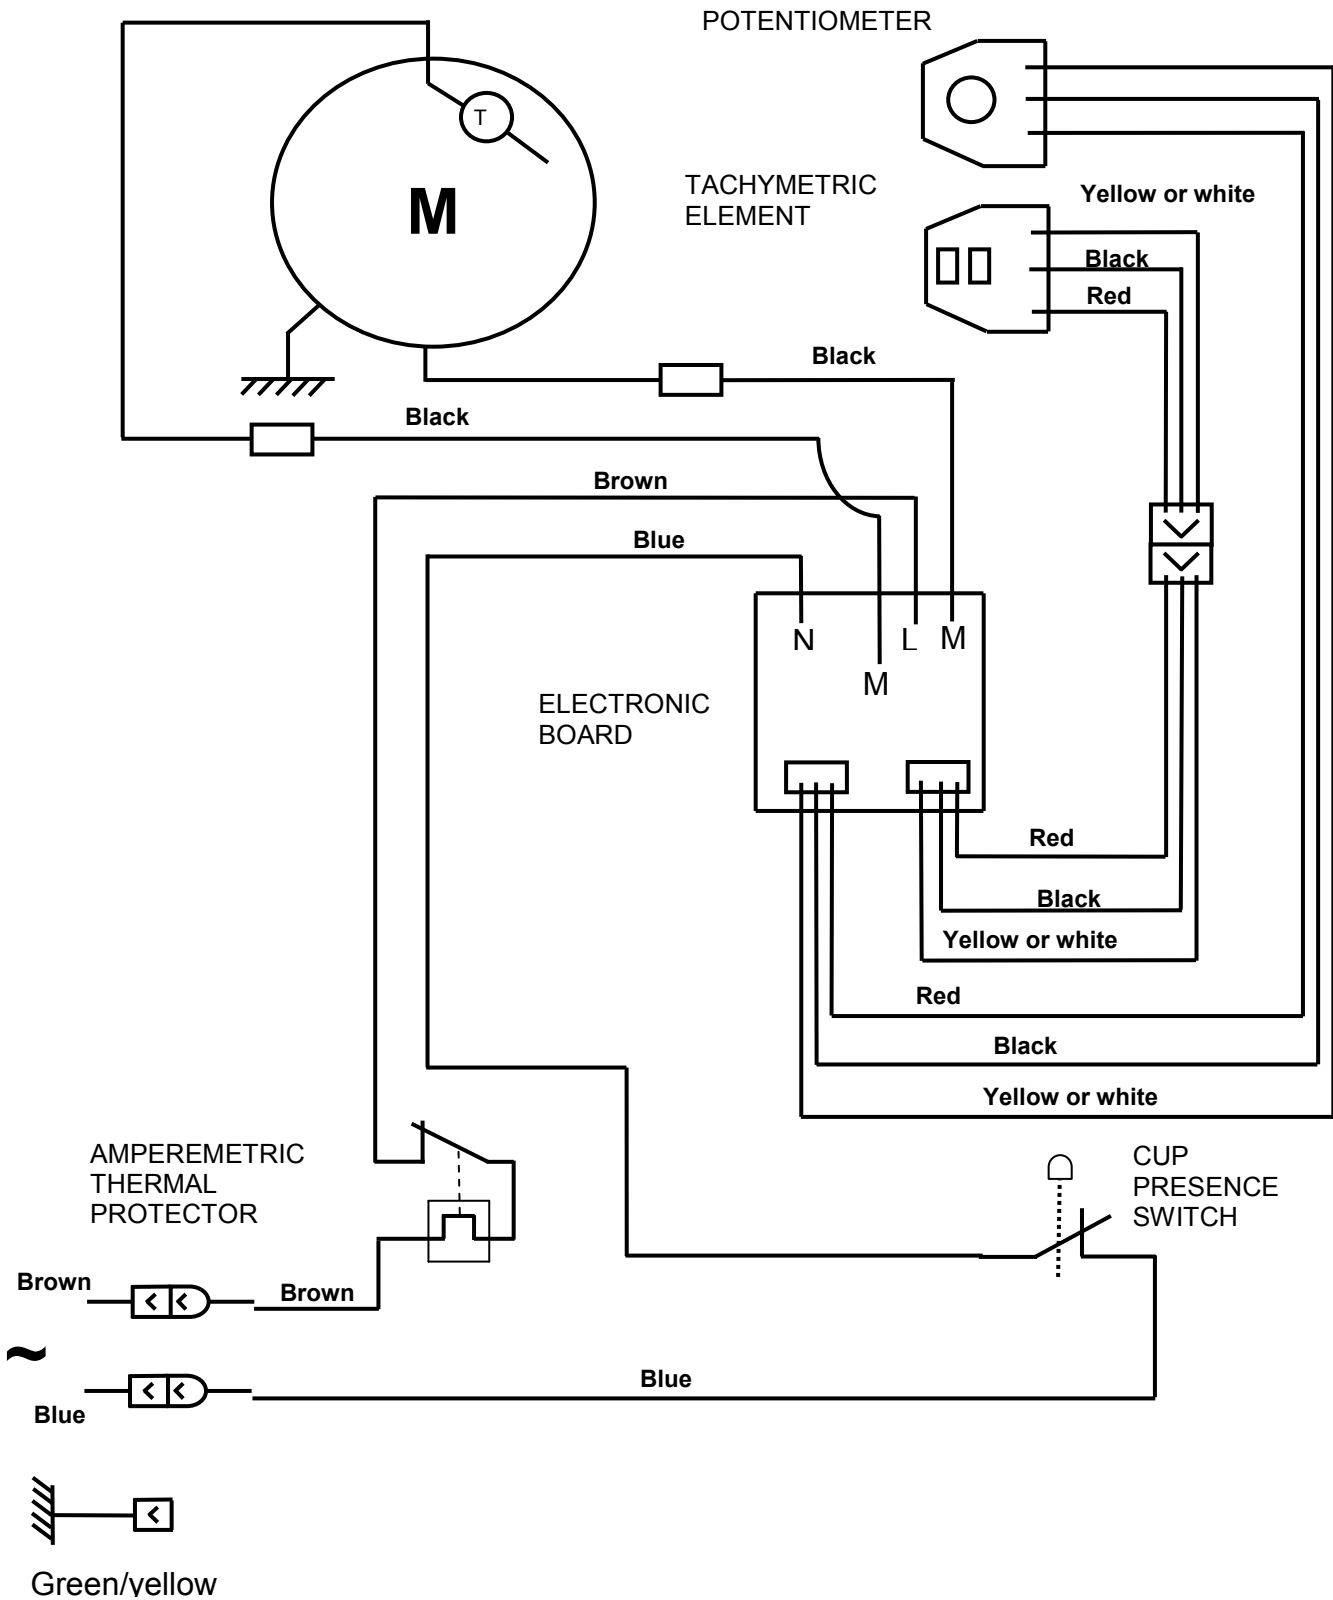 POTENTIOMETER
T
TACHYMETRIC
ELEMENT
Yellow or white
M
Black
Red
Black
Black
Brown
Blue
N
L
M
M
ELECTRONIC
BOARD
Red
Black
Yellow or white
Red
Black
Yellow or white
AMPEREMETRIC
THERMAL
PROTECTOR
CUP
PRESENCE
SWITCH
Brown
Brown
~
Blue
Blue
Green/yellow